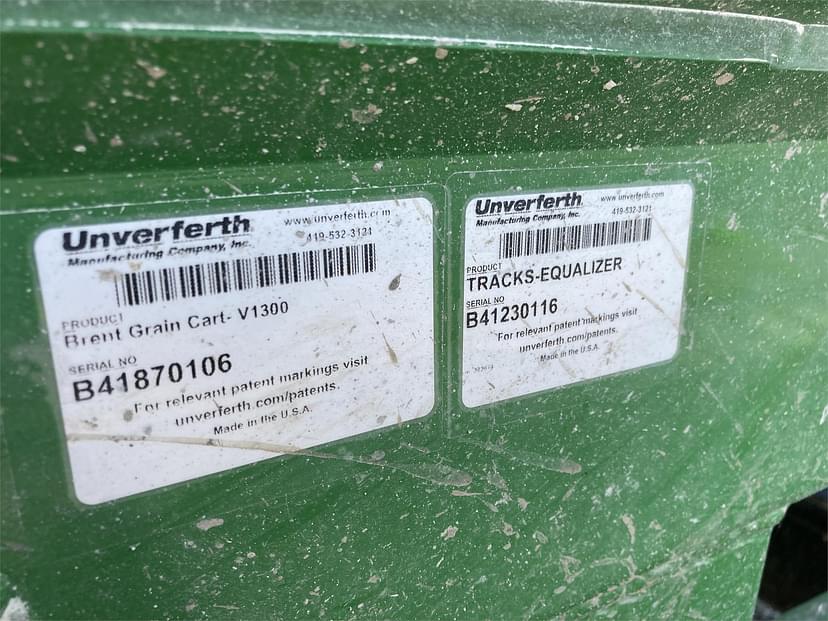 Unverferth
Manufacturing Company, Inc.
www.unverferth.com
419-532-3121
PRODUCT
Brent Grain Cart- V1300
SERIAL NO
B41870106
For relevant patent markings visit
unverferth.com/patents.
Made in the U.S.A.
Unverferth
Manufacturing Company, Inc.
www.unverferth.com
419-532-3121
PRODUCT
TRACKS-EQUALIZER
SERIAL NO
B41230116
For relevant patent markings visit
unverferth.com/patents.
Made in the U.S.A.